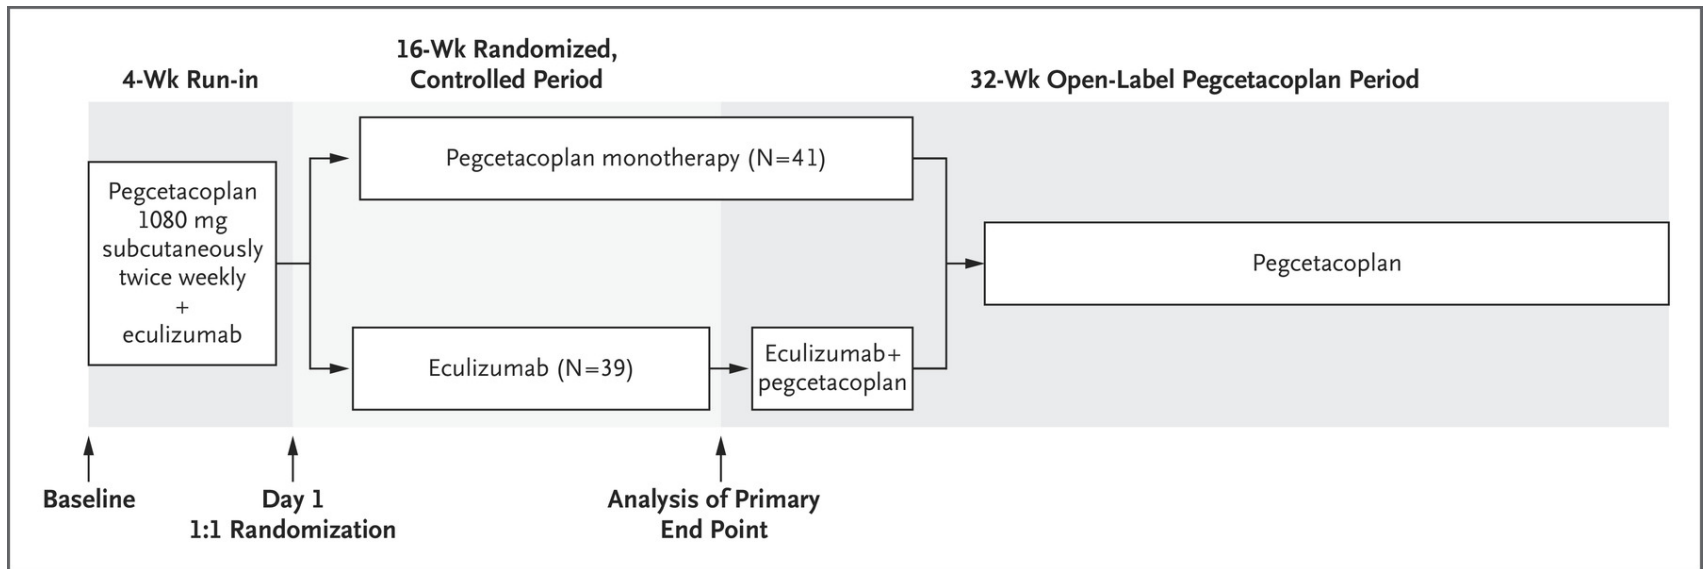 16-Wk Randomized,
Controlled Period
4-Wk Run-in
32-Wk Open-Label Pegcetacoplan Period
Pegcetacoplan
1080 mg
subcutaneously
twice weekly
+
eculizumab
Pegcetacoplan monotherapy (N=41)
Eculizumab (N=39)
Eculizumab+
pegcetacoplan
Pegcetacoplan
Baseline
Day 1
1:1 Randomization
Analysis of Primary
End Point